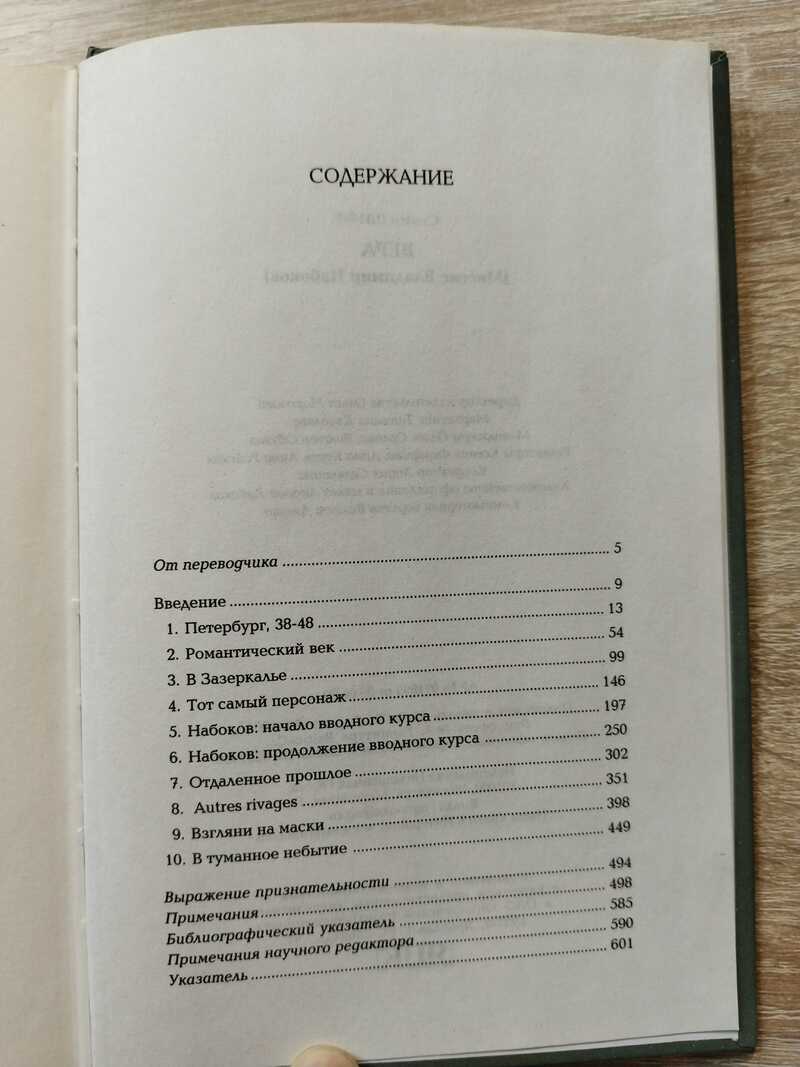 СОДЕРЖАНИЕ
От переводчика ........ 5
Введение ........ 9
1. Петербург, 38-48 ........ 13
2. Романтический век ........ 54
3. В Зазеркалье ........ 99
4. Тот самый персонаж ........ 146
5. Набоков: начало вводного курса ........ 197
6. Набоков: продолжение вводного курса ........ 250
7. Отдаленное прошлое ........ 302
8. Autres rivages ........ 351
9. Взгляни на маски ........ 398
10. В туманное небытие ........ 449
Выражение признательности ........ 494
Примечания ........ 498
Библиографический указатель ........ 585
Примечания научного редактора ........ 590
Указатель ........ 601